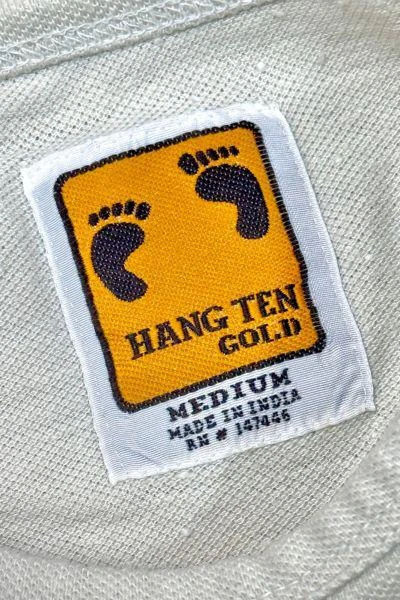 HANG TEN
GOLD
MEDIUM
MADE IN INDIA
RN # 147446